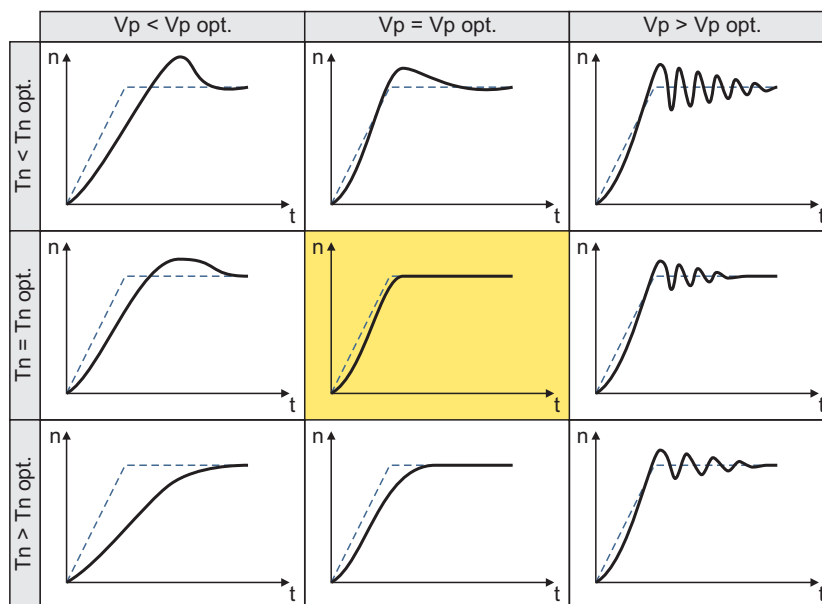 Vp < Vp opt.
Vp = Vp opt.
Vp > Vp opt.
Tn < Tn opt.
n
t
n
t
n
t
Tn = Tn opt.
n
t
n
t
n
t
Tn > Tn opt.
n
t
n
t
n
t